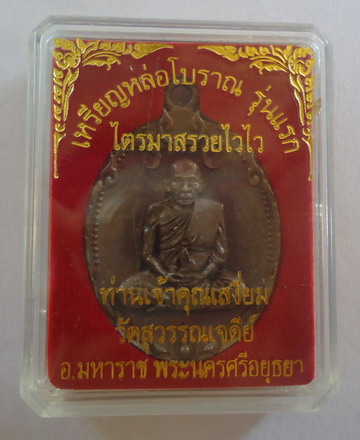 เหรียญหล่อโบราณ รุ่นแรก
ไตรมาสรวยไวไว
ท่านเจ้าคุณเสงี่ยม
วัดสุวรรณเจดีย์
อ.มหาราช พระนครศรีอยุธยา